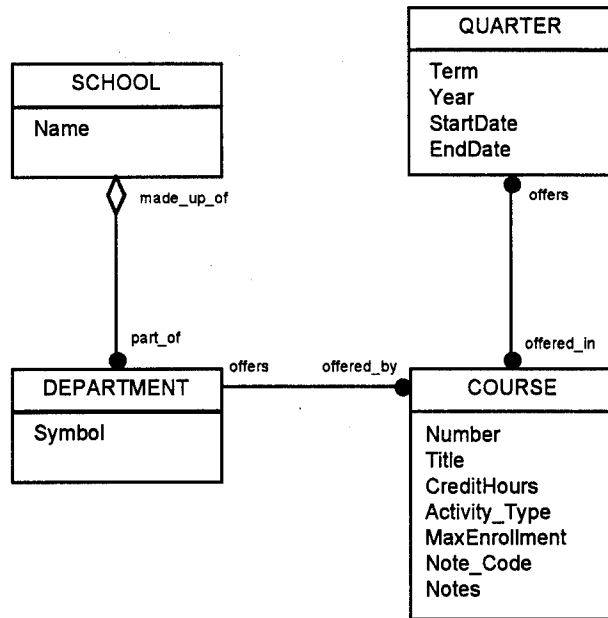 QUARTER
Term
Year
StartDate
EndDate
SCHOOL
Name
made_up_of
offers
part_of
offers
offered_by
offered_in
DEPARTMENT
Symbol
COURSE
Number
Title
CreditHours
Activity_Type
MaxEnrollment
Note_Code
Notes